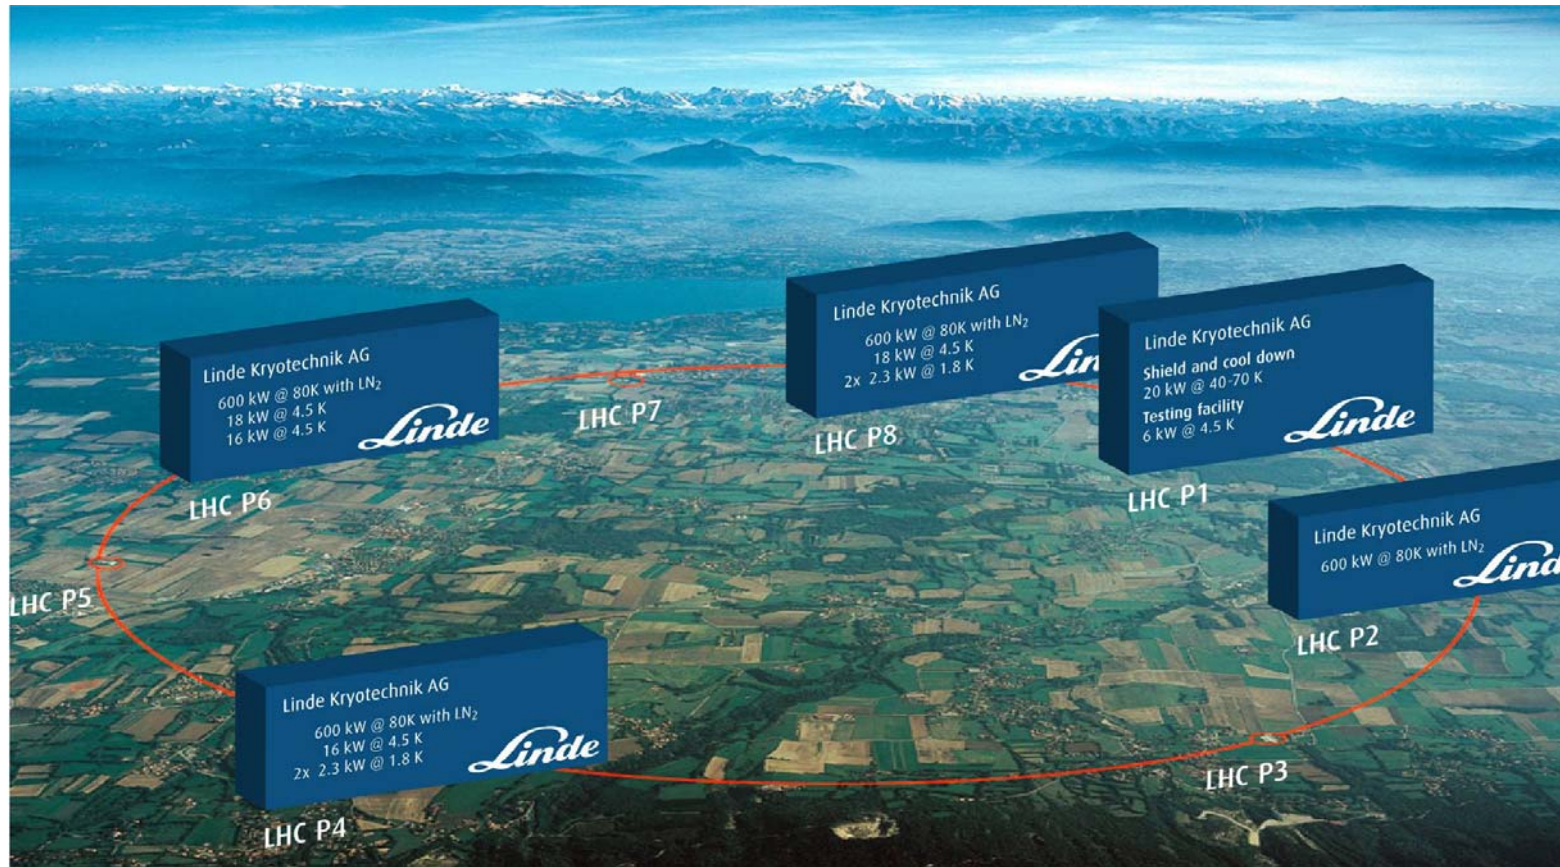 Linde Kryotechnik AG
600 kW @ 80K with LN₂
18 kW @ 4.5 K
2x 2.3 kW @ 1.8 K
Lin
LHC P8
Linde Kryotechnik AG
Shield and cool down
20 kW @ 40-70 K
Testing facility
6 kW @ 4.5 K
Linde
LHC P1
Linde Kryotechnik AG
600 kW @ 80K with LN₂
18 kW @ 4.5 K
16 kW @ 4.5 K
Linde
LHC P6
LHC P7
Linde Kryotechnik AG
600 kW @ 80K with LN₂
Lind
LHC P2
LHC P5
Linde Kryotechnik AG
600 kW @ 80K with LN₂
16 kW @ 4.5 K
2x 2.3 kW @ 1.8 K
Linde
LHC P4
LHC P3